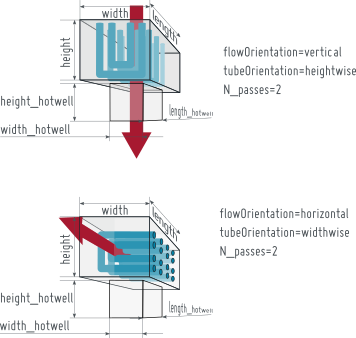 width
length
height
flowOrientation=vertical
tubeOrientation=heightwise
N_passes=2
height_hotwell
length_hotwell
width_hotwell
width
length
height
flowOrientation=horizontal
tubeOrientation=widthwise
N_passes=2
height_hotwell
length_hotwell
width_hotwell